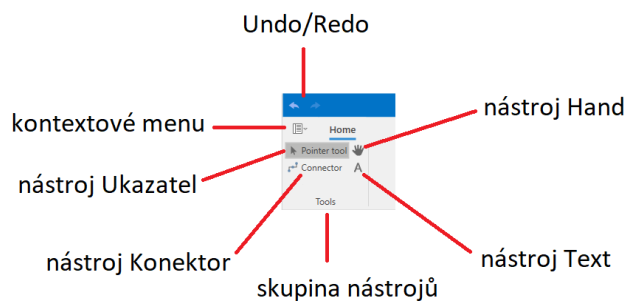 Undo/Redo
nástroj Hand
kontextové menu
Home
Pointer tool
nástroj Ukazatel
Connector A
Tools
nástroj Konektor
nástroj Text
skupina nástrojů